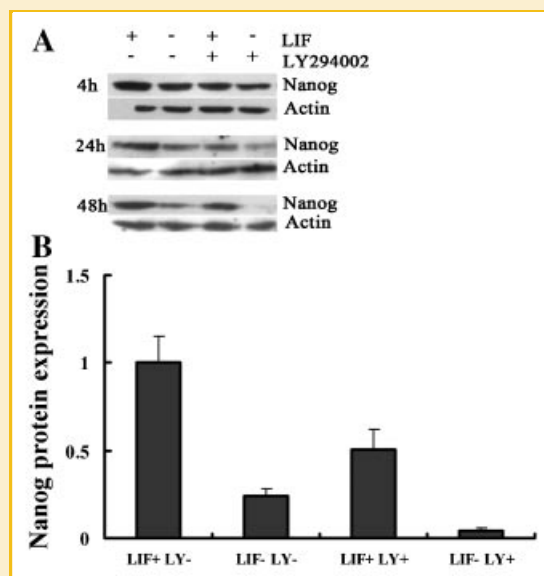 A
+ - + - LIF
- - + + LY294002
4h Nanog
Actin
24h Nanog
Actin
48h Nanog
Actin
B
Nanog protein expression
1.5
1
0.5
0
LIF+ LY- LIF- LY- LIF+ LY+ LIF- LY+